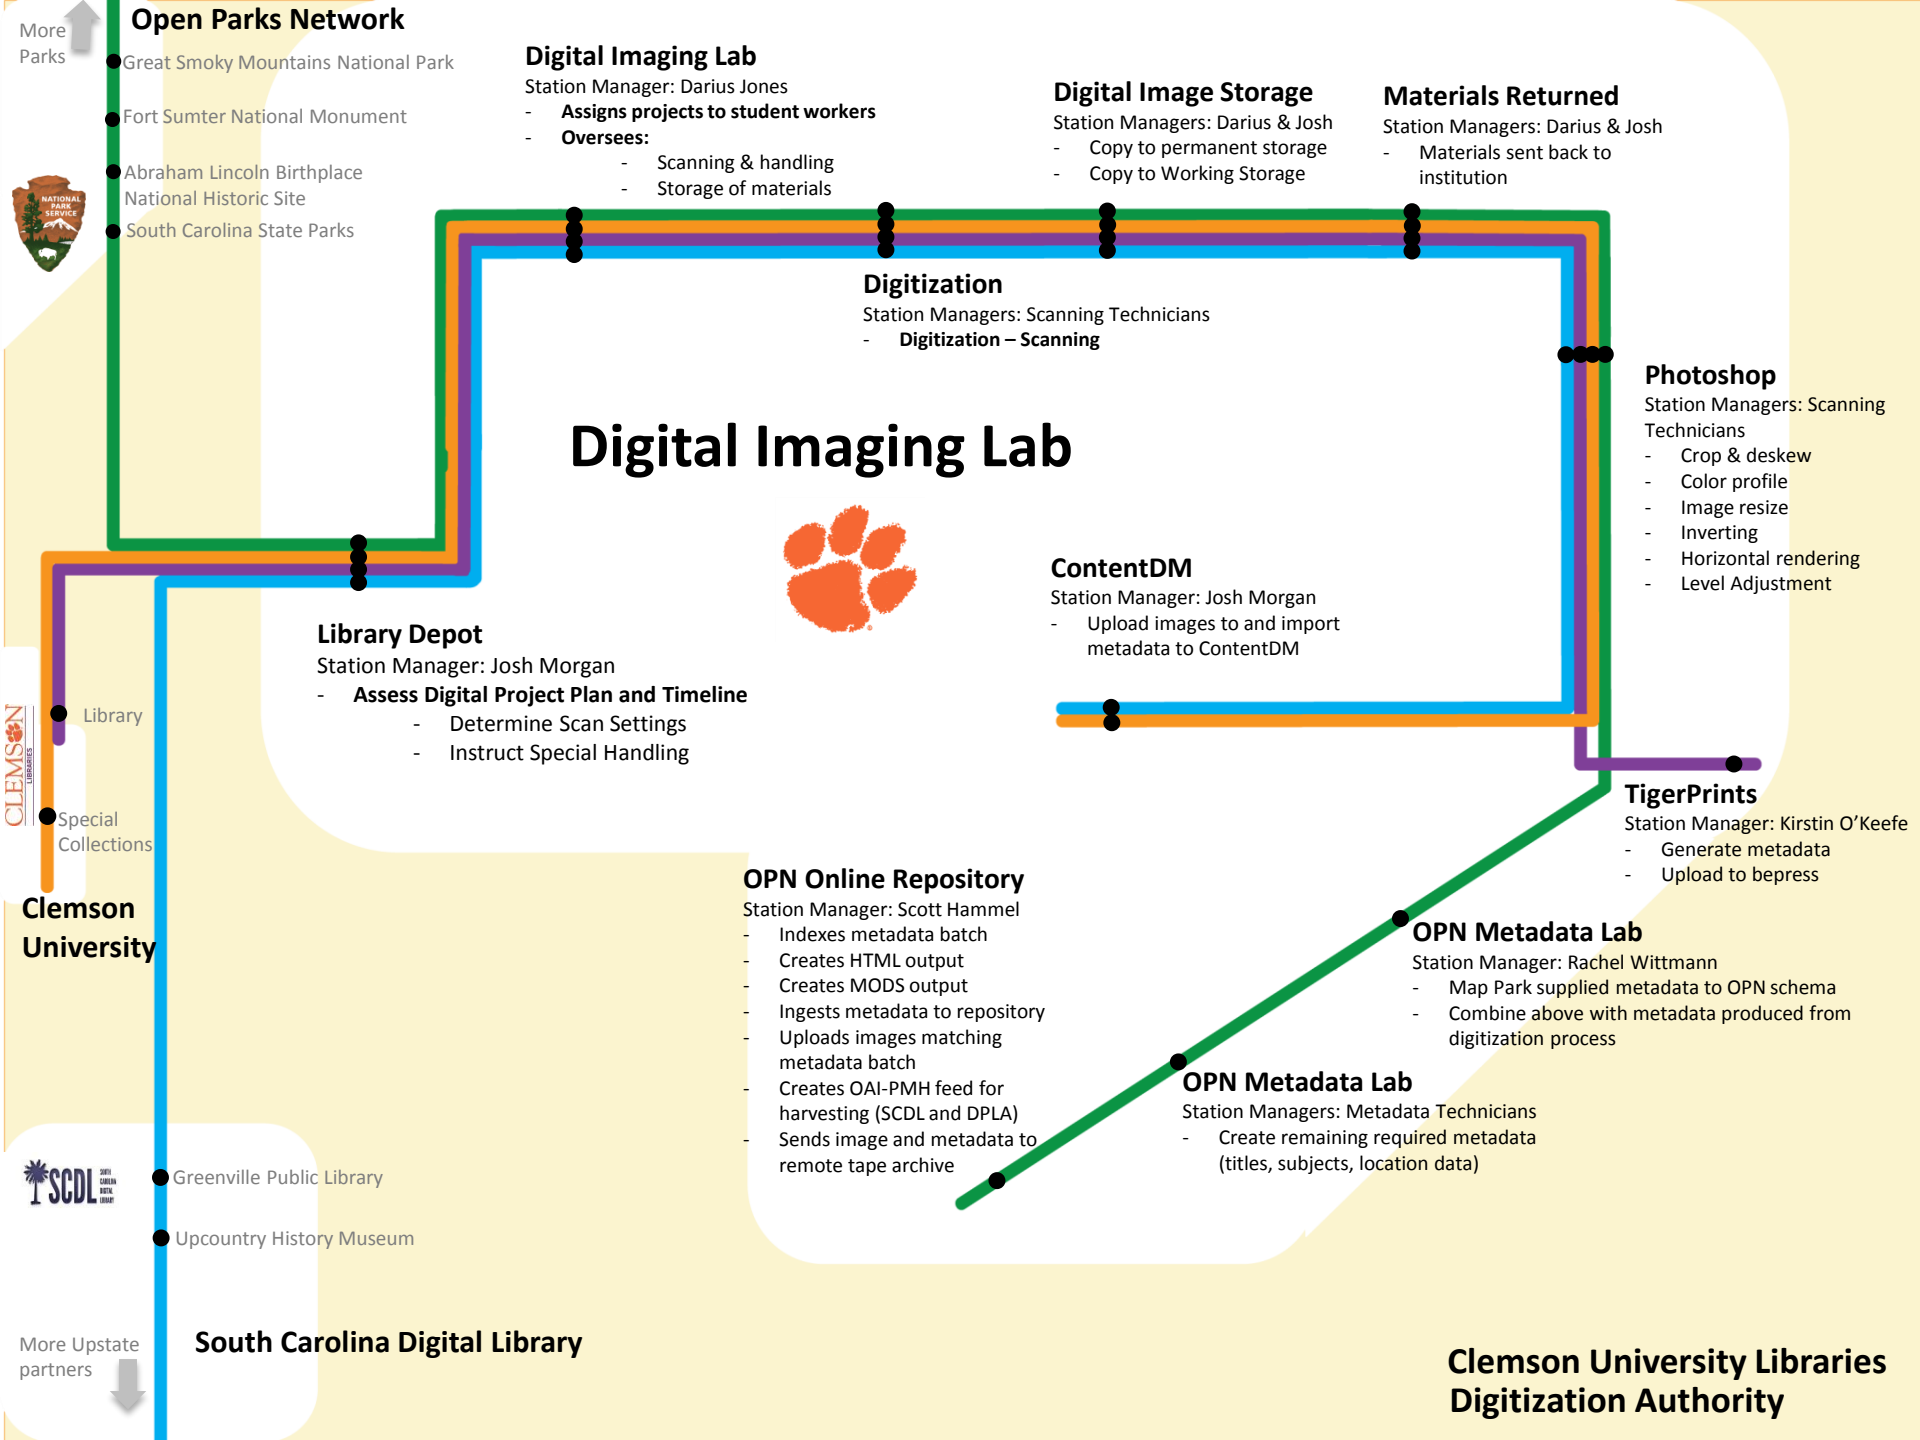 More
Parks
Open Parks Network
Great Smoky Mountains National Park
Fort Sumter National Monument
Abraham Lincoln Birthplace
National Historic Site
South Carolina State Parks
NATIONAL
PARK
SERVICE
Digital Imaging Lab
Station Manager: Darius Jones
- Assigns projects to student workers
- Oversees:
- Scanning & handling
- Storage of materials
Digital Image Storage
Station Managers: Darius & Josh
- Copy to permanent storage
- Copy to Working Storage
Materials Returned
Station Managers: Darius & Josh
- Materials sent back to
institution
Digitization
Station Managers: Scanning Technicians
- Digitization – Scanning
Photoshop
Station Managers: Scanning
Technicians
- Crop & deskew
- Color profile
- Image resize
- Inverting
- Horizontal rendering
- Level Adjustment
Digital Imaging Lab
ContentDM
Station Manager: Josh Morgan
- Upload images to and import
metadata to ContentDM
Library Depot
Station Manager: Josh Morgan
- Assess Digital Project Plan and Timeline
- Determine Scan Settings
- Instruct Special Handling
CLEMSON
LIBRARIES
Library
Special
Collections
Clemson
University
TigerPrints
Station Manager: Kirstin O’Keefe
- Generate metadata
- Upload to bepress
OPN Metadata Lab
Station Manager: Rachel Wittmann
- Map Park supplied metadata to OPN schema
- Combine above with metadata produced from
digitization process
OPN Metadata Lab
Station Managers: Metadata Technicians
- Create remaining required metadata
(titles, subjects, location data)
OPN Online Repository
Station Manager: Scott Hammel
- Indexes metadata batch
- Creates HTML output
- Creates MODS output
- Ingests metadata to repository
- Uploads images matching
metadata batch
- Creates OAI-PMH feed for
harvesting (SCDL and DPLA)
- Sends image and metadata to
remote tape archive
SCDL
SOUTH
CAROLINA
DIGITAL
LIBRARY
Greenville Public Library
Upcountry History Museum
More Upstate
partners
South Carolina Digital Library
Clemson University Libraries
Digitization Authority